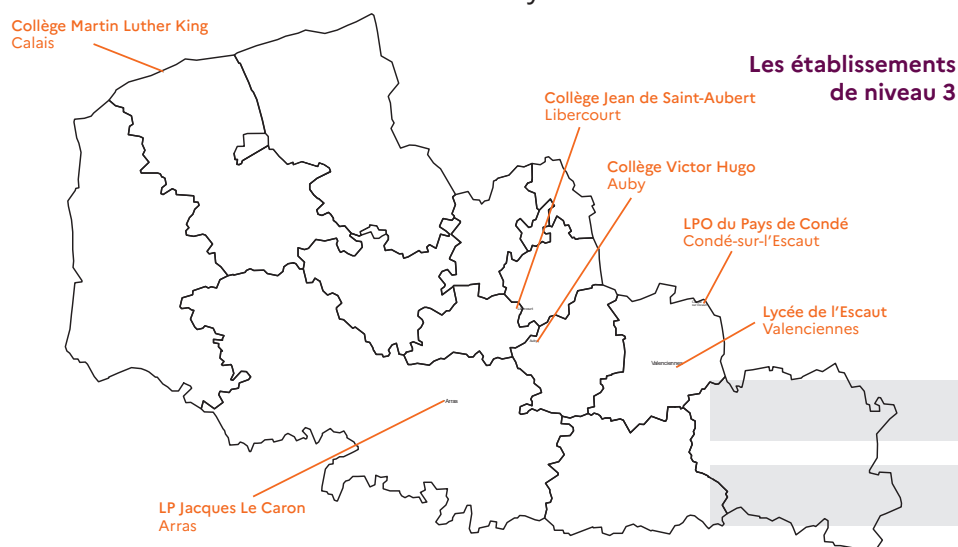 Collège Martin Luther King
Calais
Les établissements
de niveau 3
Collège Jean de Saint-Aubert
Libercourt
Collège Victor Hugo
Auby
LPO du Pays de Condé
Condé-sur-l'Escaut
Lycée de l'Escaut
Valenciennes
Valenciennes
Arras
LP Jacques Le Caron
Arras